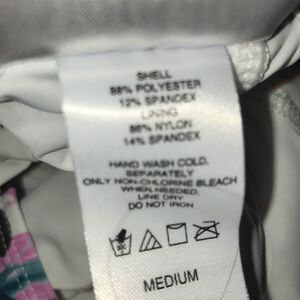 SHELL
88% POLYESTER
12% SPANDEX
LINING
86% NYLON
14% SPANDEX
HAND WASH COLD,
SEPARATELY
ONLY NON-CHLORINE BLEACH
WHEN NEEDED,
LINE DRY
DO NOT IRON
MEDIUM